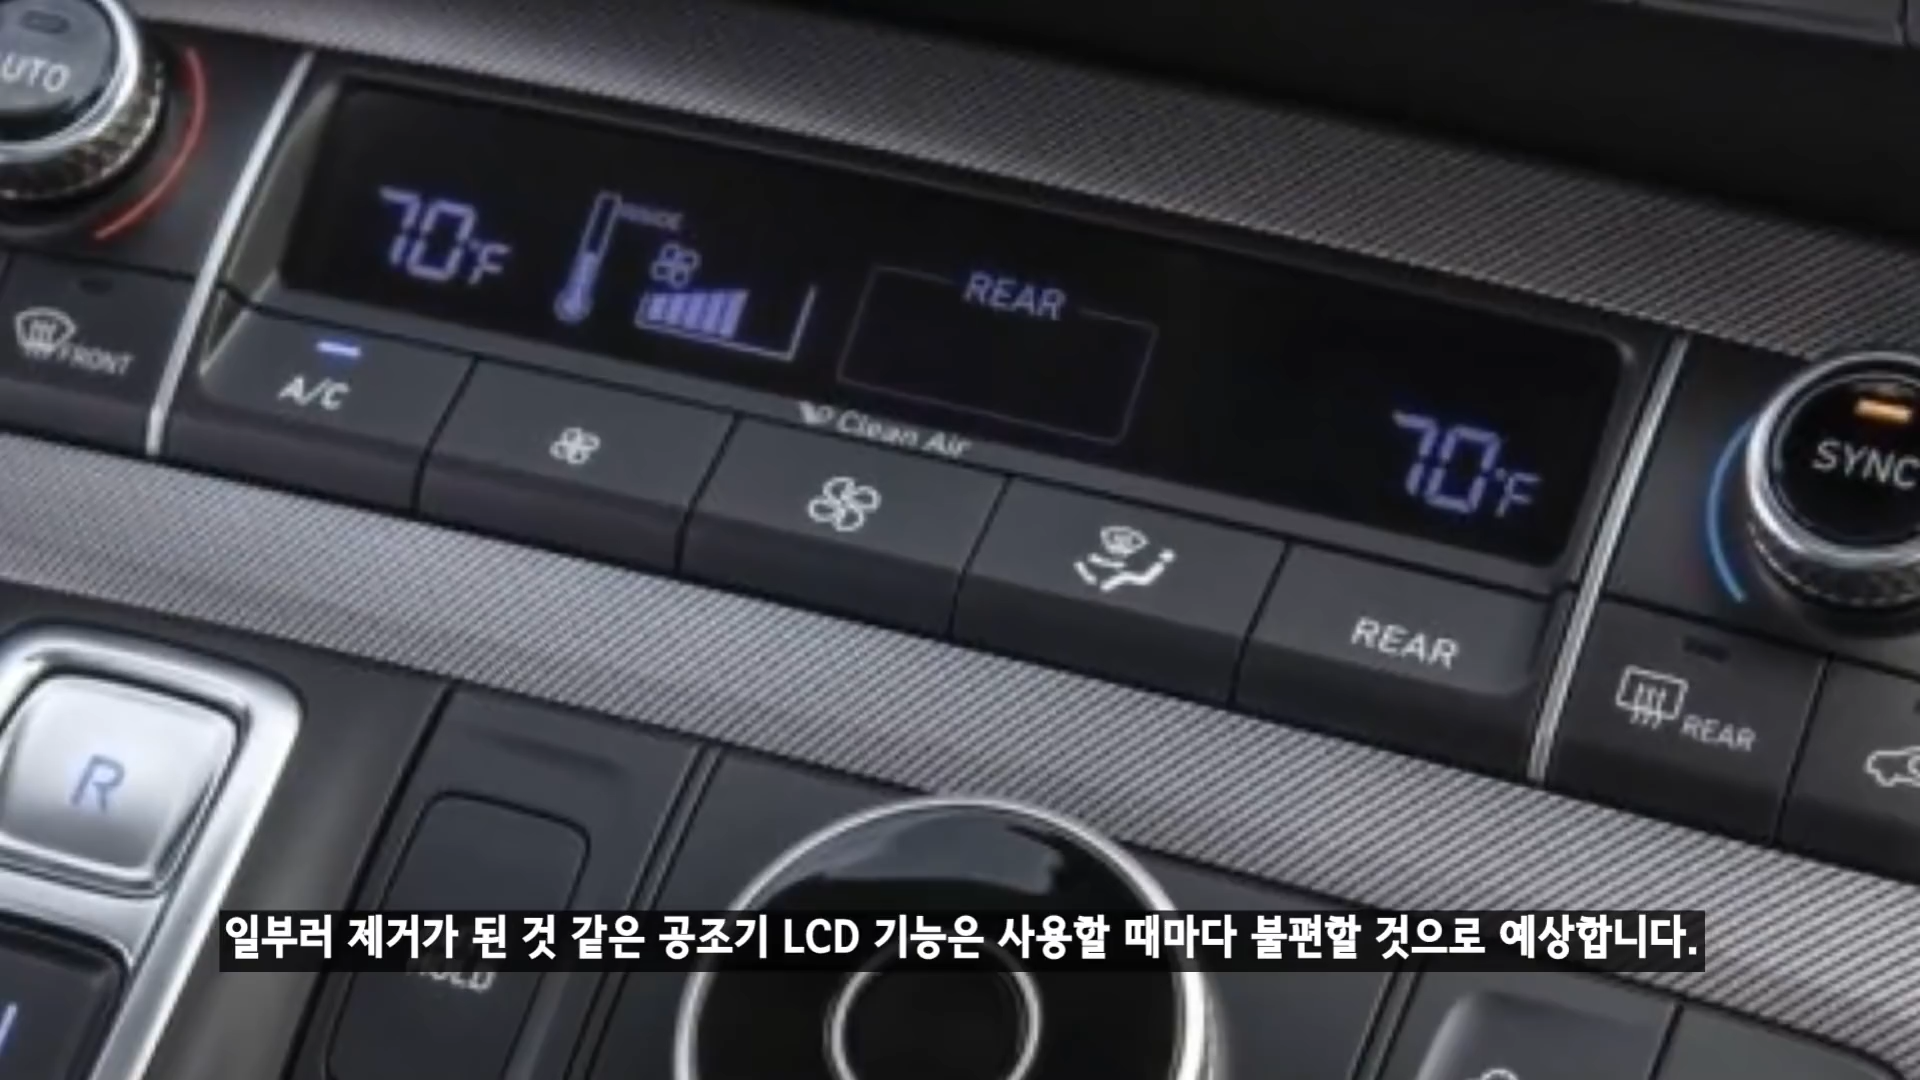 AUTO
70°F
REAR
FRONT
A/C
Clean Air
70°F
SYNC
REAR
REAR
R
일부러 제거가 된 것 같은 공조기 LCD 기능은 사용할 때마다 불편할 것으로 예상합니다.